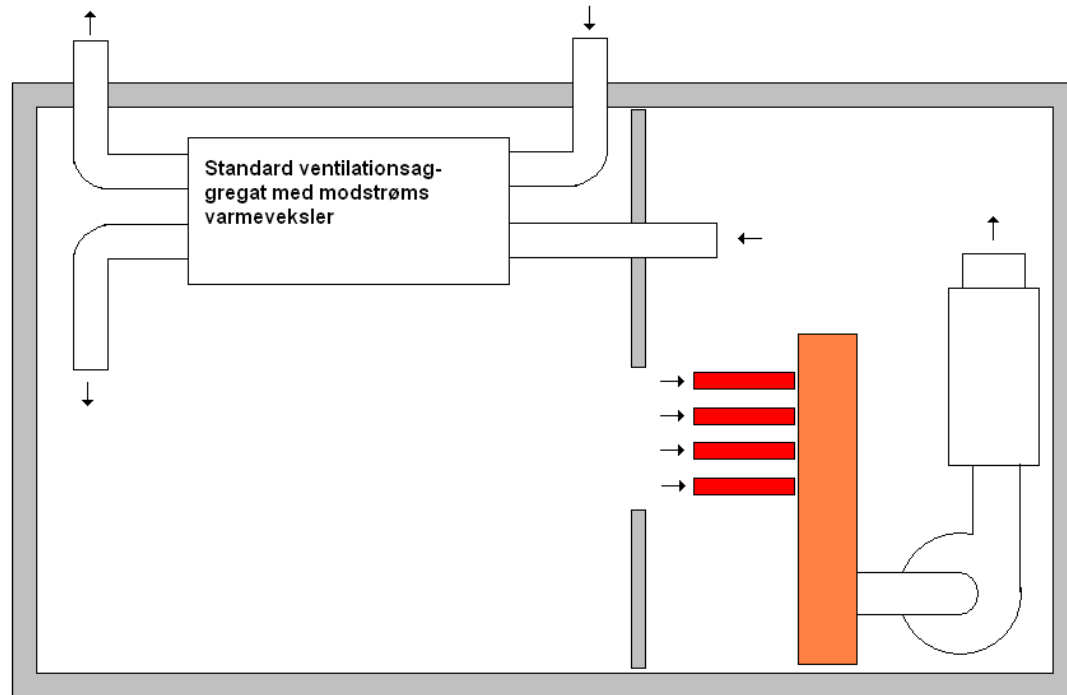 Standard ventilationsag-
gregat med modstrøms
varmeveksler